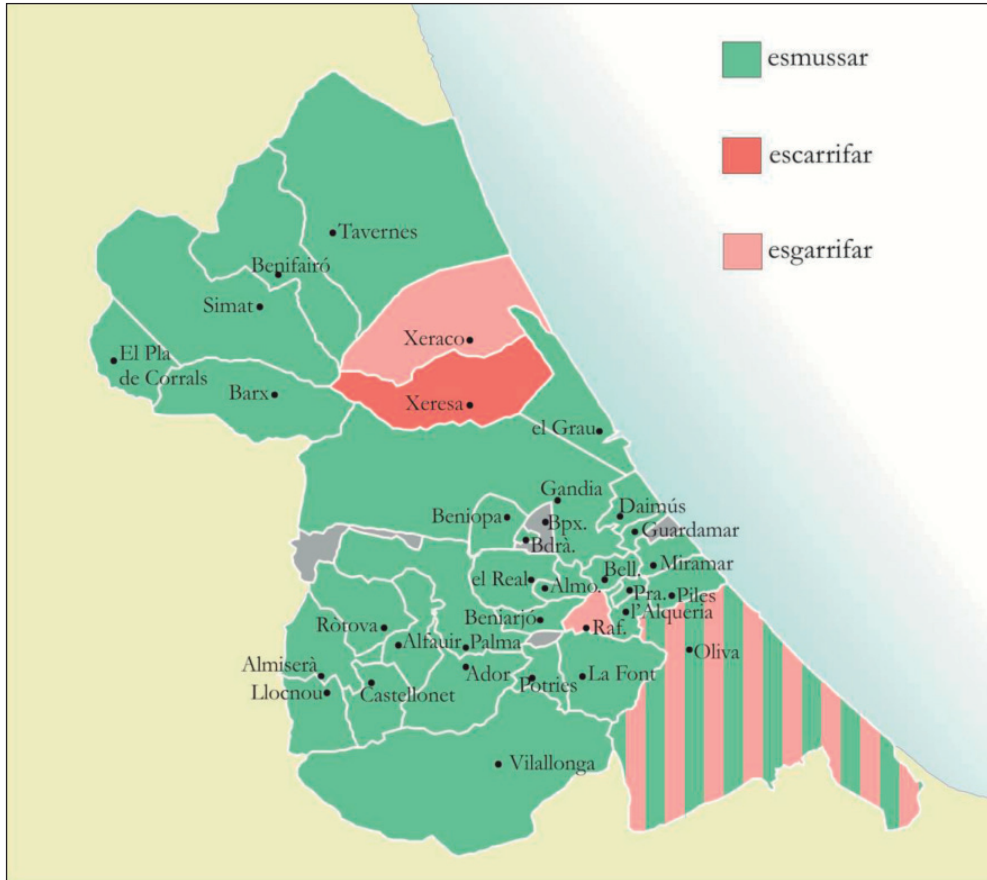 esmussar
escarrifar
esgarrifar
Tavernes
Benifairó
Simat
Xeraco
El Pla
de Corrals
Barx
Xeresa
el Grau
Gandia
Daimús
Beniopa
Bpx.
Guardamar
Bdrà.
Miramar
el Real
Bell.
Almo.
Pra.
Piles
l'Alqueria
Beniarjó
Raf.
Ròtova
Alfauir
Palma
Oliva
Almiserà
Ador
La Font
Llocnou
Castellonet
Potries
Vilallonga